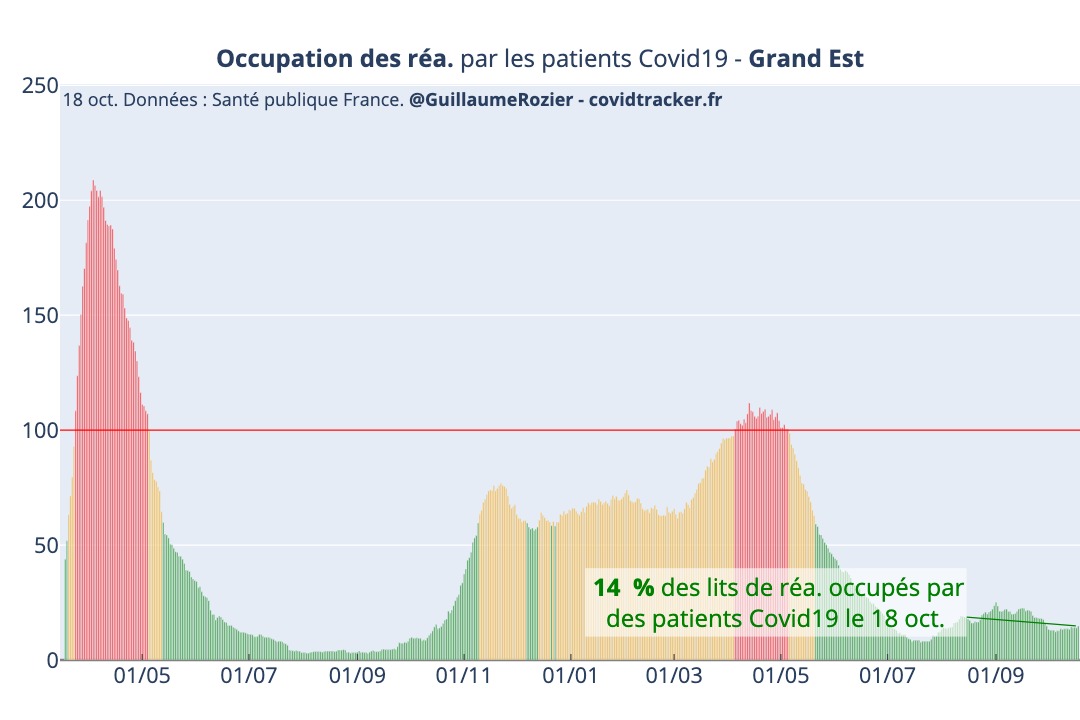 Occupation des réa. par les patients Covid19 - Grand Est
18 oct. Données : Santé publique France. @GuillaumeRozier - covidtracker.fr
250
200
150
100
50
0
14 % des lits de réa. occupés par
des patients Covid19 le 18 oct.
01/05 01/07 01/09 01/11 01/01 01/03 01/05 01/07 01/09